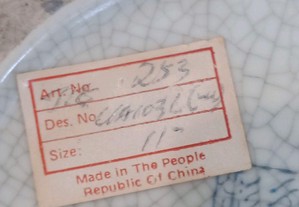 Art. No. 253
Des. No.
Size: 11"
Made in The People
Republic Of China